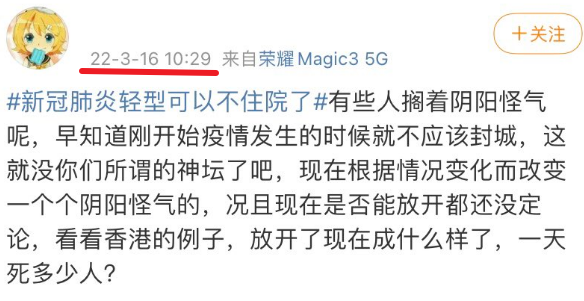 ＋关注
22-3-16 10:29 来自荣耀Magic3 5G
#新冠肺炎轻型可以不住院了#有些人搁着阴阳怪气
呢，早知道刚开始疫情发生的时候就不应该封城，这
就没你们所谓的神坛了吧，现在根据情况变化而改变
一个个阴阳怪气的，况且现在是否能放开都还没定
论，看看香港的例子，放开了现在成什么样了，一天
死多少人？